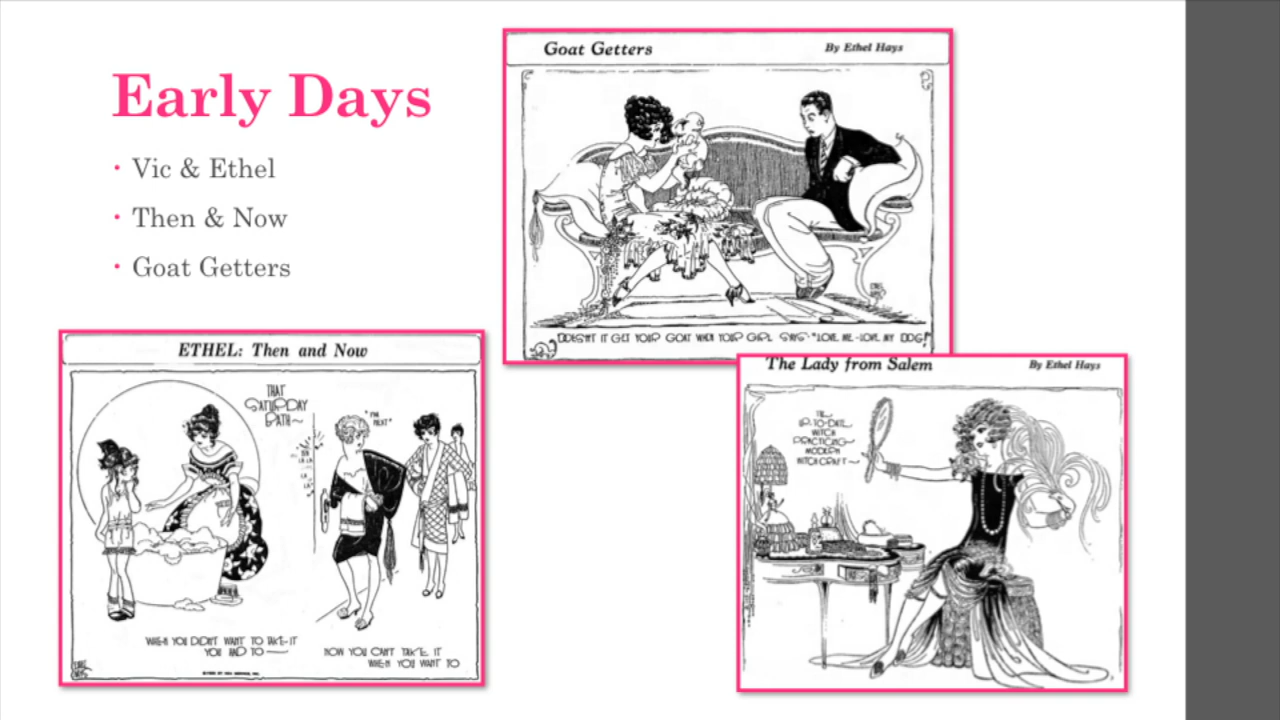 Early Days
• Vic & Ethel
• Then & Now
• Goat Getters
Goat Getters By Ethel Hays
DOESN'T IT GET YOUR GOAT WHEN YOUR GIRL SAYS - "LOVE ME - LOVE MY DOG!"
ETHEL: Then and Now
THAT
SATURDAY
BATH ~
"I'M
NEXT"
WHEN YOU DIDN'T WANT TO TAKE IT
YOU HAD TO —
NOW YOU CAN'T TAKE IT
WHEN YOU WANT TO
The Lady from Salem By Ethel Hays
UP-TO-DATE
WITCH
PRACTICING
MODERN
WITCHCRAFT ~